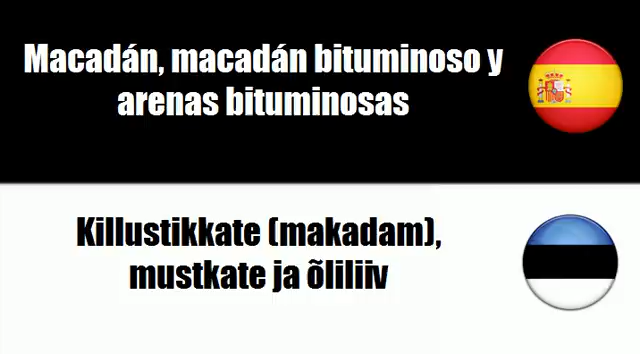 Macadán, macadán bituminoso y
arenas bituminosas
Killustikkate (makadam),
mustkate ja õliliiv